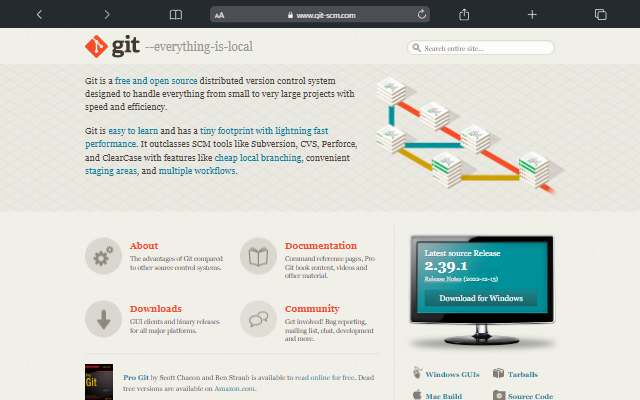 AA www.git-scm.com
git --everything-is-local
Search entire site...
Git is a free and open source distributed version control system
designed to handle everything from small to very large projects with
speed and efficiency.
Git is easy to learn and has a tiny footprint with lightning fast
performance. It outclasses SCM tools like Subversion, CVS, Perforce,
and ClearCase with features like cheap local branching, convenient
staging areas, and multiple workflows.
About
The advantages of Git compared
to other source control systems.
Documentation
Command reference pages, Pro
Git book content, videos and
other material.
Downloads
GUI clients and binary releases
for all major platforms.
Community
Get involved! Bug reporting,
mailing list, chat, development
and more.
Latest source Release
2.39.1
Release Notes (2022-12-13)
Download for Windows
Windows GUIs
Tarballs
Mac Build
Source Code
Pro
Git
Pro Git by Scott Chacon and Ben Straub is available to read online for free. Dead
tree versions are available on Amazon.com.